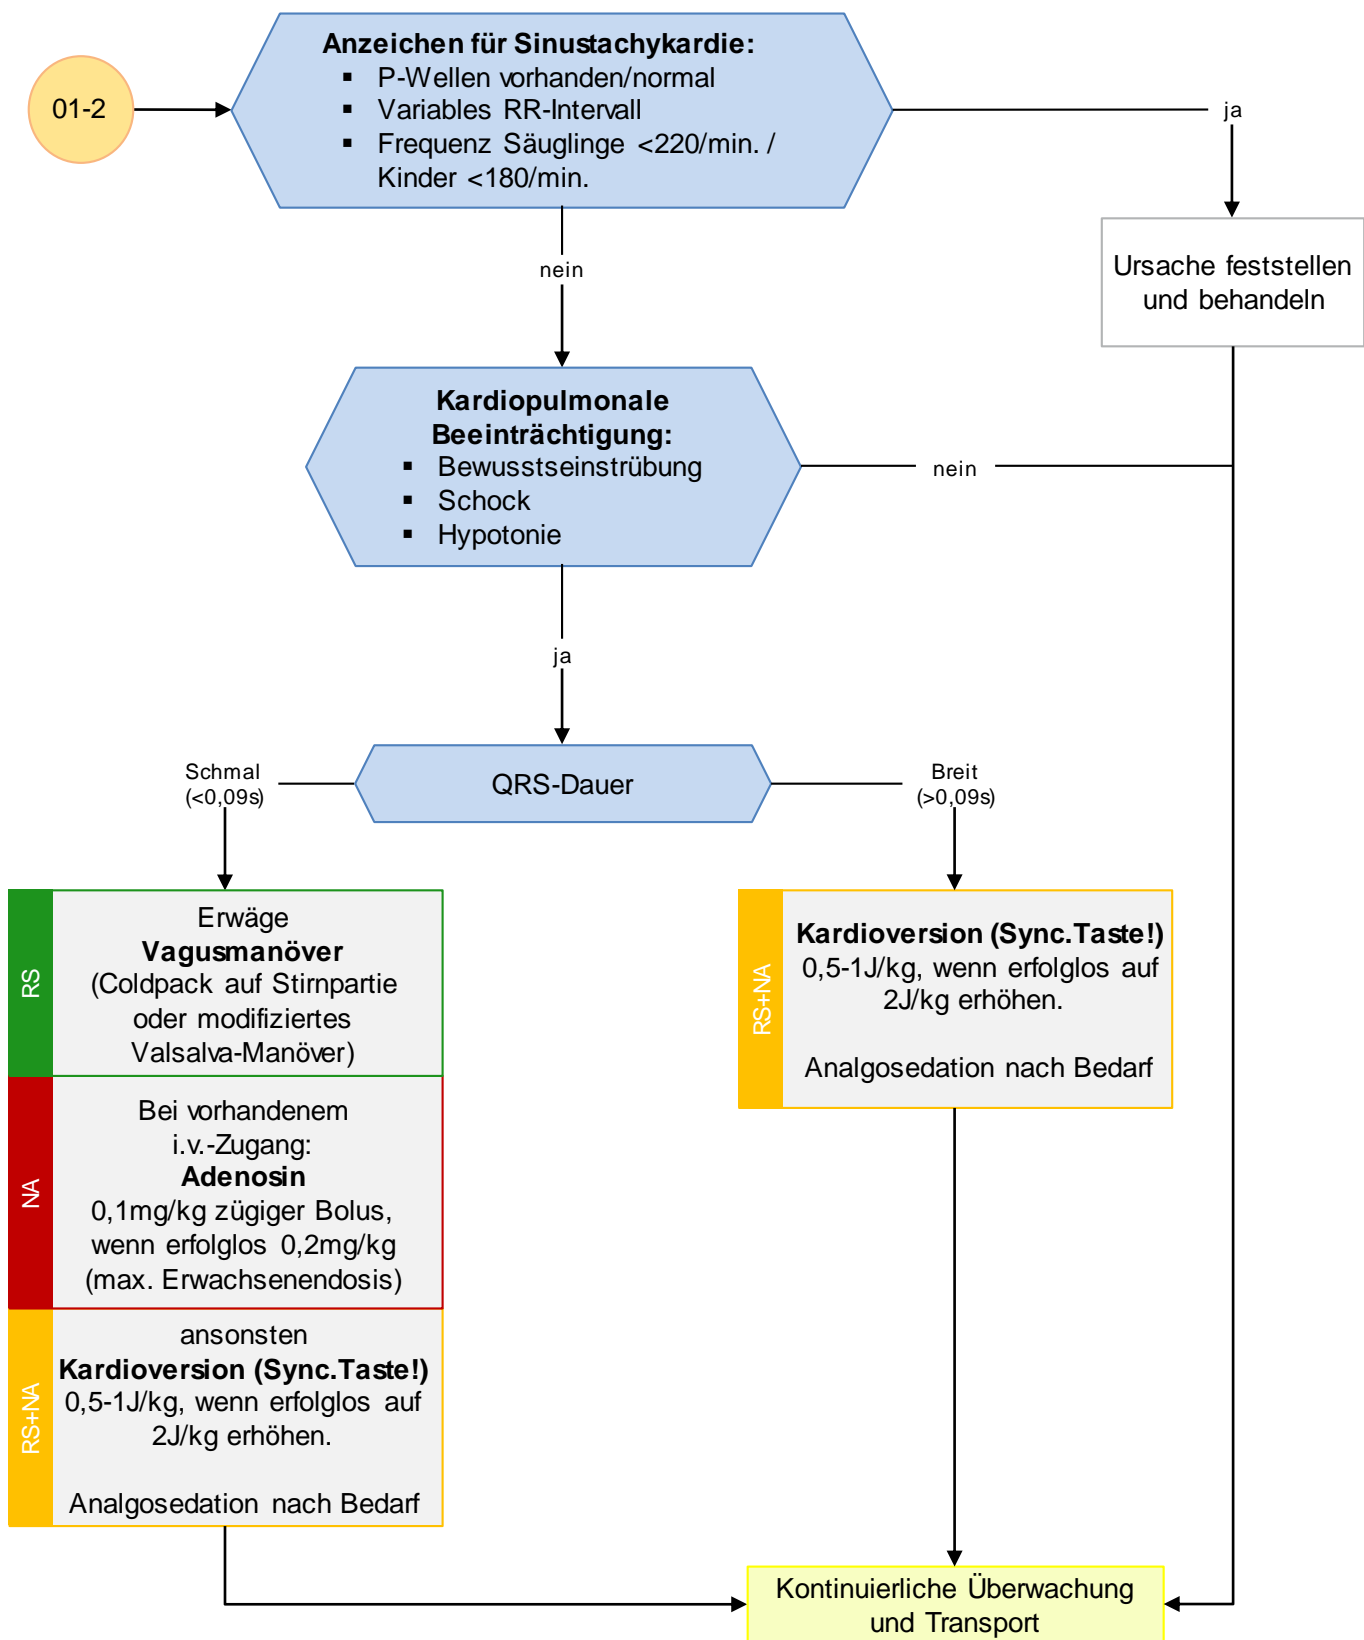 01-2
Anzeichen für Sinustachykardie:
▪ P-Wellen vorhanden/normal
▪ Variables RR-Intervall
▪ Frequenz Säuglinge <220/min. /
Kinder <180/min.
ja
nein
Ursache feststellen
und behandeln
Kardiopulmonale
Beeinträchtigung:
▪ Bewusstseinstrübung
▪ Schock
▪ Hypotonie
nein
ja
QRS-Dauer
Schmal
(<0,09s)
Breit
(>0,09s)
RS
Erwäge
Vagusmanöver
(Coldpack auf Stirnpartie
oder modifiziertes
Valsalva-Manöver)
NA
Bei vorhandenem
i.v.-Zugang:
Adenosin
0,1mg/kg zügiger Bolus,
wenn erfolglos 0,2mg/kg
(max. Erwachsenendosis)
RS+NA
ansonsten
Kardioversion (Sync.Taste!)
0,5-1J/kg, wenn erfolglos auf
2J/kg erhöhen.
Analgosedation nach Bedarf
RS+NA
Kardioversion (Sync.Taste!)
0,5-1J/kg, wenn erfolglos auf
2J/kg erhöhen.
Analgosedation nach Bedarf
Kontinuierliche Überwachung
und Transport